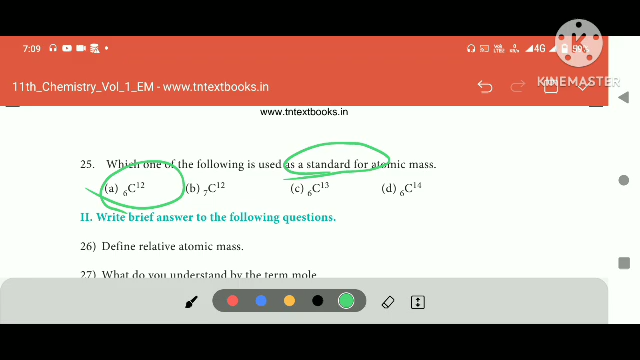 7:09
4G 59%
KINEMASTER
11th_Chemistry_Vol_1_EM - www.tntextbooks.in
www.tntextbooks.in
25. Which one of the following is used as a standard for atomic mass.
(a) ₆C¹² (b) ₇C¹² (c) ₆C¹³ (d) ₆C¹⁴
II. Write brief answer to the following questions.
26) Define relative atomic mass.
27) What do you understand by the term mole.